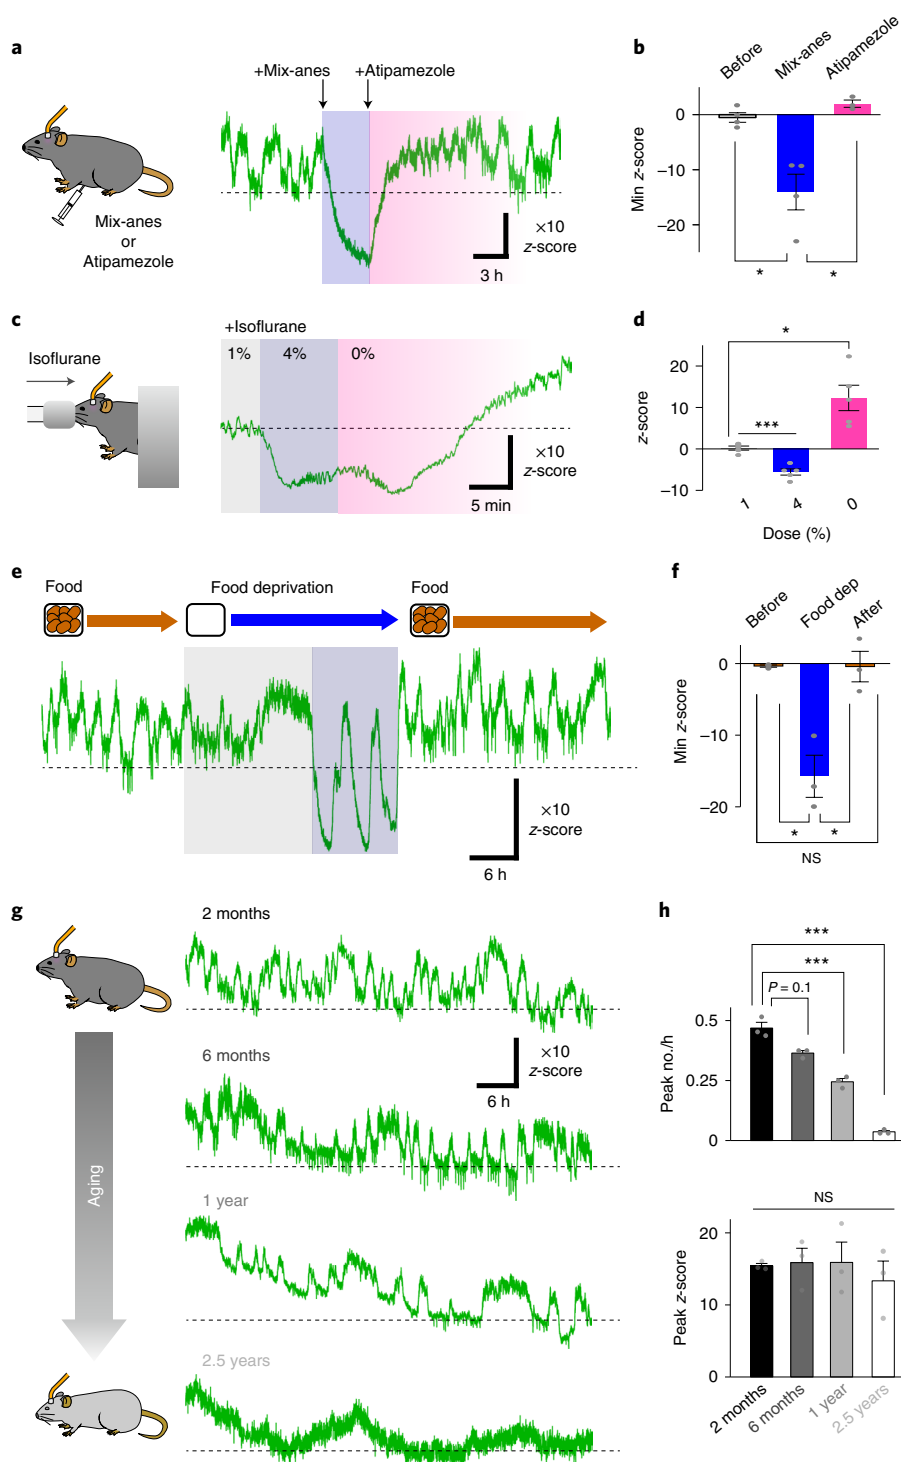 a
+Mix-anes
+Atipamezole
Mix-anes
or
Atipamezole
×10
z-score
3 h
b
Before
Mix-anes
Atipamezole
Min z-score
0
−10
−20
*
*
c
Isoflurane
+Isoflurane
1%
4%
0%
×10
z-score
5 min
d
z-score
20
10
0
−10
*
***
1
4
0
Dose (%)
e
Food
Food deprivation
Food
×10
z-score
6 h
f
Before
Food dep
After
Min z-score
0
−10
−20
*
*
NS
g
2 months
×10
z-score
6 h
6 months
1 year
2.5 years
Aging
h
***
***
P = 0.1
Peak no./h
0.5
0.25
0
NS
Peak z-score
20
10
0
2 months
6 months
1 year
2.5 years